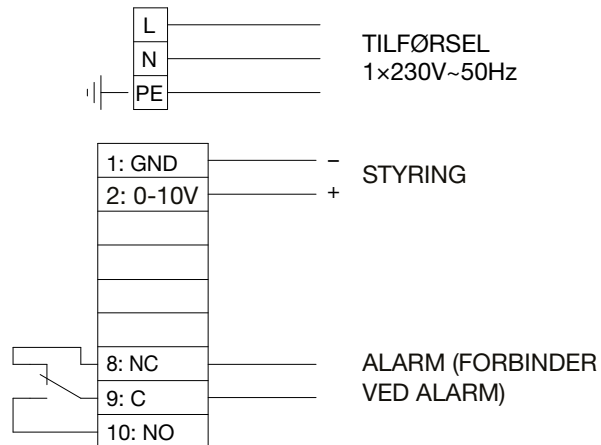 L
N
PE
TILFØRSEL
1×230V~50Hz
1: GND
2: 0-10V
−
+
STYRING
8: NC
9: C
10: NO
ALARM (FORBINDER
VED ALARM)